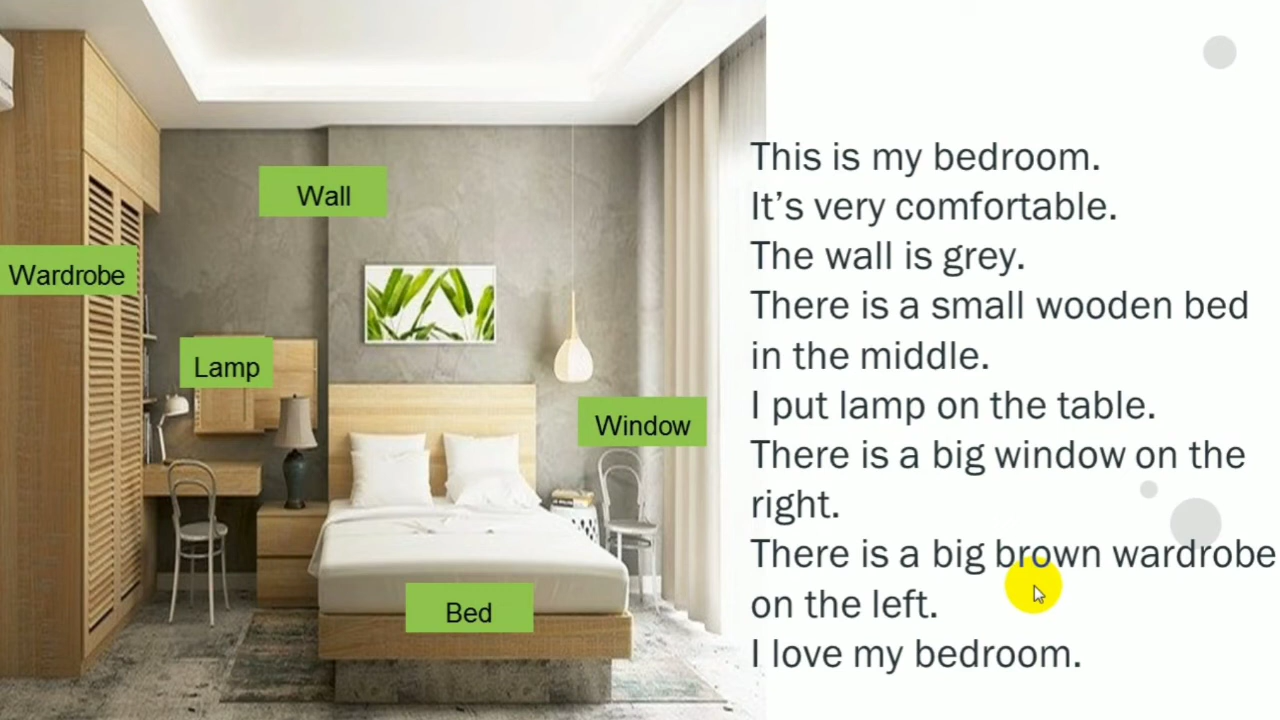 Wall
Wardrobe
Lamp
Window
Bed
This is my bedroom.
It’s very comfortable.
The wall is grey.
There is a small wooden bed
in the middle.
I put lamp on the table.
There is a big window on the
right.
There is a big brown wardrobe
on the left.
I love my bedroom.